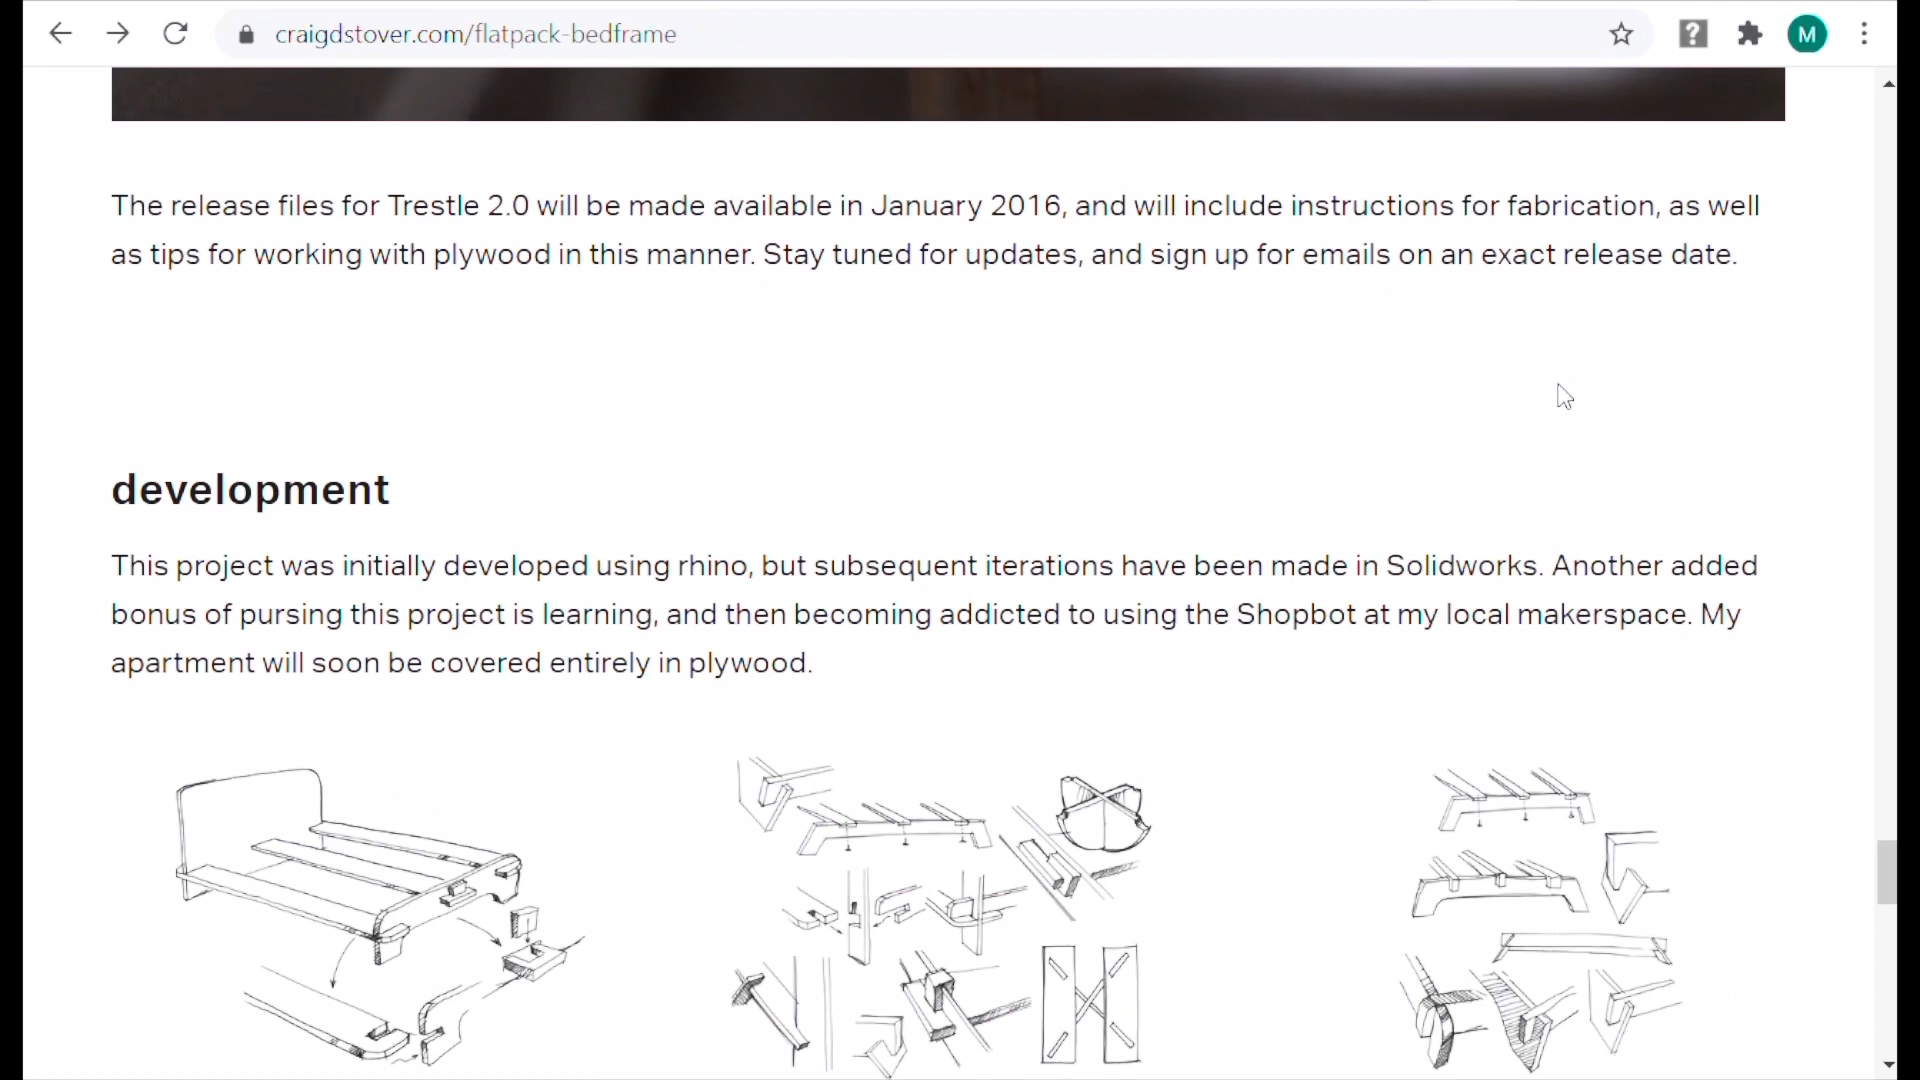 craigdstover.com/flatpack-bedframe
M
The release files for Trestle 2.0 will be made available in January 2016, and will include instructions for fabrication, as well
as tips for working with plywood in this manner. Stay tuned for updates, and sign up for emails on an exact release date.
development
This project was initially developed using rhino, but subsequent iterations have been made in Solidworks. Another added
bonus of pursing this project is learning, and then becoming addicted to using the Shopbot at my local makerspace. My
apartment will soon be covered entirely in plywood.